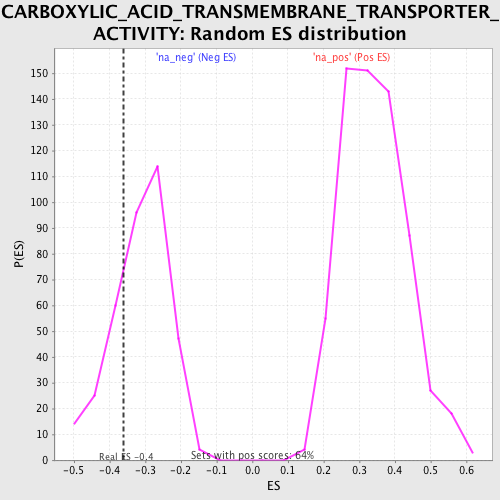 CARBOXYLIC_ACID_TRANSMEMBRANE_TRANSPORTER_
ACTIVITY: Random ES distribution
'na_neg' (Neg ES) 'na_pos' (Pos ES)
150
140
130
120
110
100
90
80
70
60
50
40
30
20
10
0
P(ES)
Real ES -0.4 Sets with pos scores: 64%
-0.5 -0.4 -0.3 -0.2 -0.1 0.0 0.1 0.2 0.3 0.4 0.5 0.6
ES